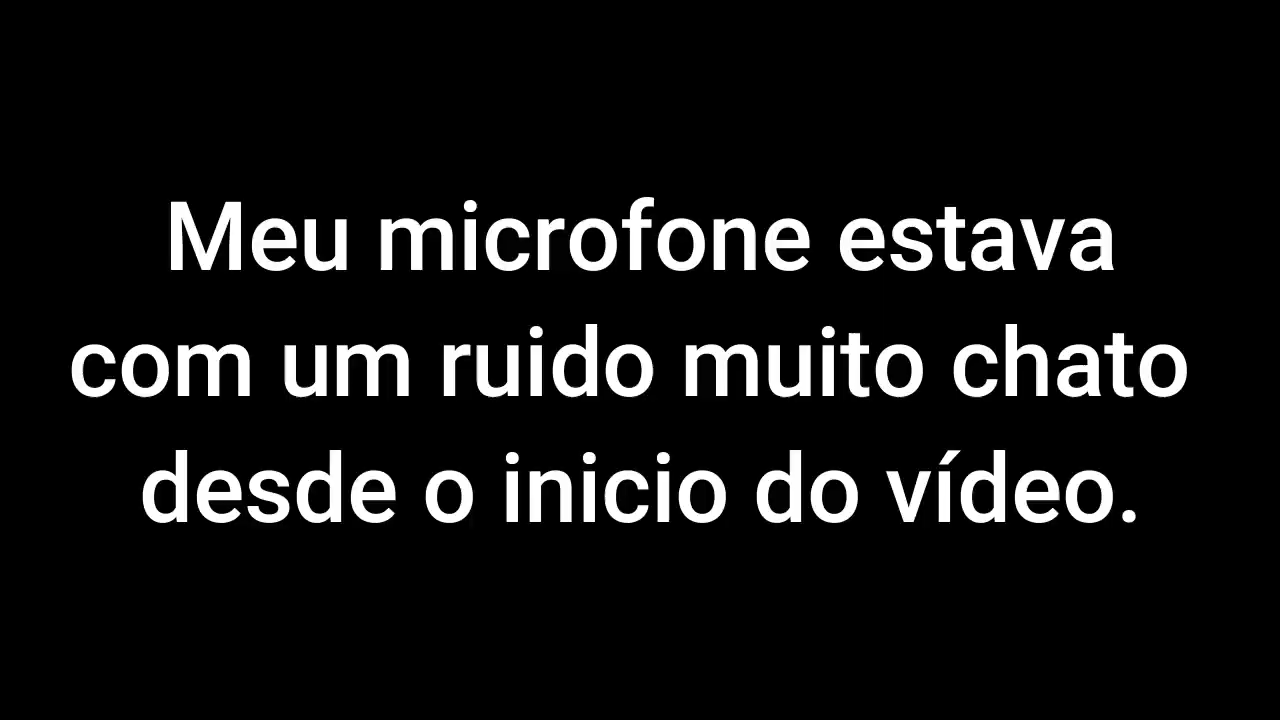 Meu microfone estava
com um ruido muito chato
desde o inicio do vídeo.